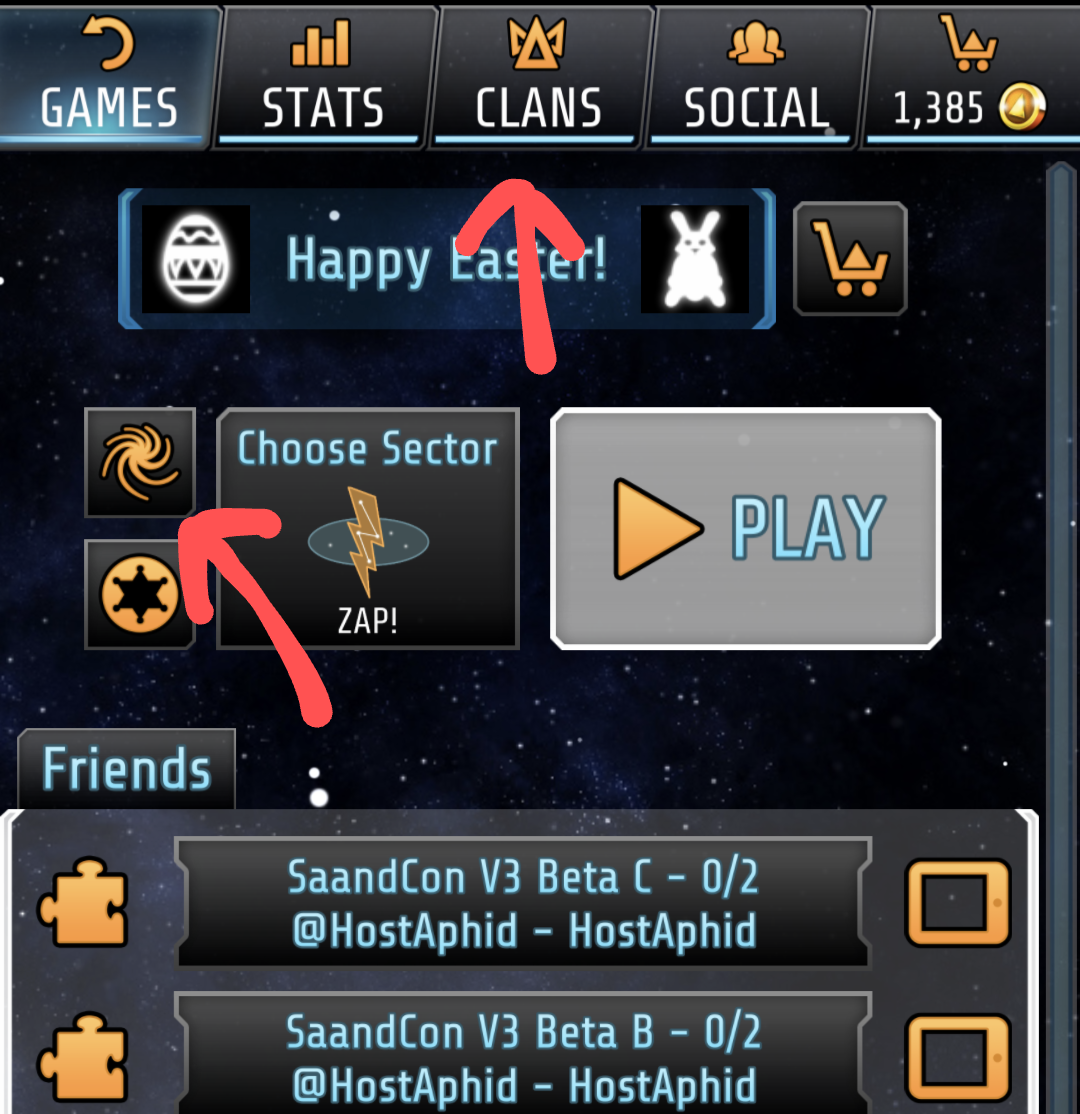 GAMES STATS CLANS SOCIAL 1,385
Happy Easter!
Choose Sector
ZAP!
PLAY
Friends
SaandCon V3 Beta C - 0/2
@HostAphid - HostAphid
SaandCon V3 Beta B - 0/2
@HostAphid - HostAphid